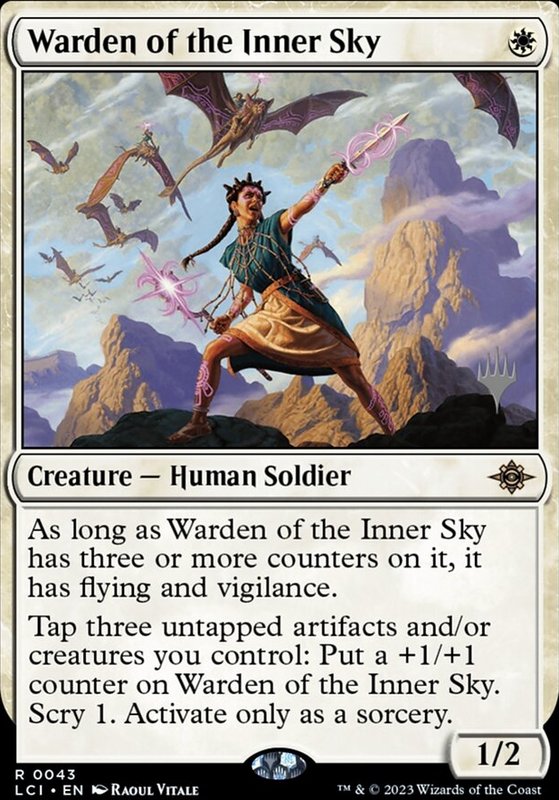 Warden of the Inner Sky
Creature — Human Soldier
As long as Warden of the Inner Sky
has three or more counters on it, it
has flying and vigilance.
Tap three untapped artifacts and/or
creatures you control: Put a +1/+1
counter on Warden of the Inner Sky.
Scry 1. Activate only as a sorcery.
1/2
R 0043
LCI • EN Raoul Vitale
™ & © 2023 Wizards of the Coast